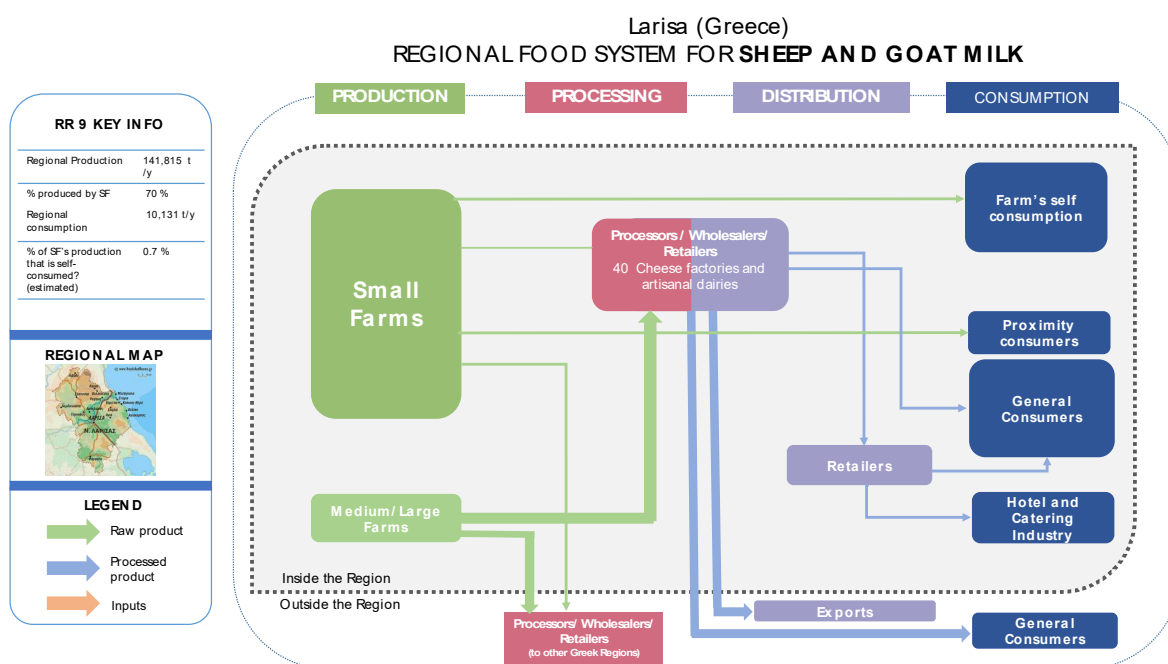 Larisa (Greece)
REGIONAL FOOD SYSTEM FOR SHEEP AND GOAT MILK
PRODUCTION
PROCESSING
DISTRIBUTION
CONSUMPTION
RR 9 KEY INFO
Regional Production 141,815 t
/y
% produced by SF 70 %
Regional 10,131 t/y
consumption
% of SF's production 0.7 %
that is self-
consumed?
(estimated)
REGIONAL MAP
ΛΑΡΙΣΑ
Ν. ΛΑΡΙΣΑΣ
LEGEND
Raw product
Processed
product
Inputs
Small
Farms
Medium/Large
Farms
Processors / Wholesalers/
Retailers
40 Cheese factories and
artisanal dairies
Farm's self
consumption
Proximity
consumers
General
Consumers
Retailers
Hotel and
Catering
Industry
Inside the Region
Outside the Region
Processors/ Wholesalers/
Retailers
(to other Greek Regions)
Exports
General
Consumers